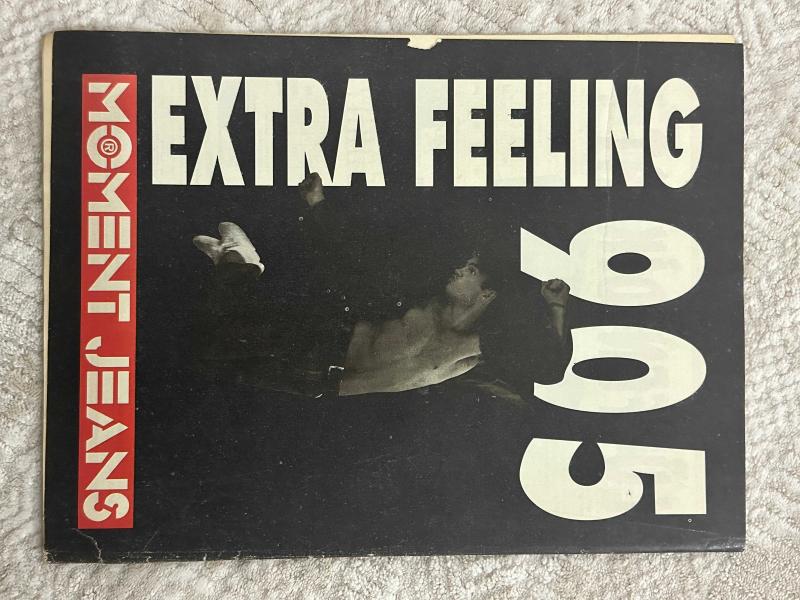 EXTRA FEELING
905
MOMENT JEANS
®